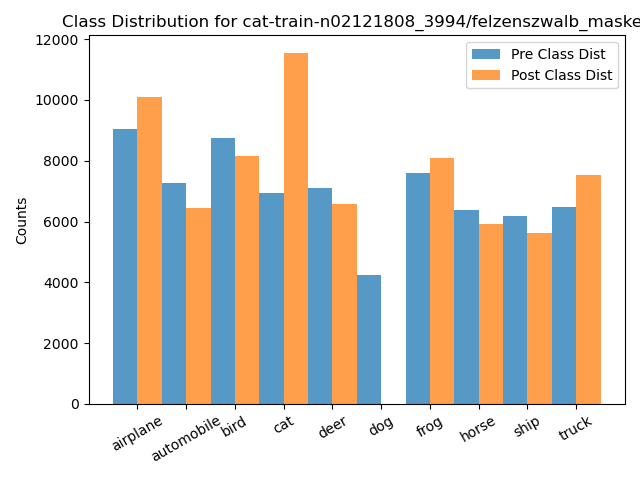 Class Distribution for cat-train-n02121808_3994/felzenszwalb_maske
Pre Class Dist
Post Class Dist
Counts
12000
10000
8000
6000
4000
2000
0
airplane
automobile
bird
cat
deer
dog
frog
horse
ship
truck